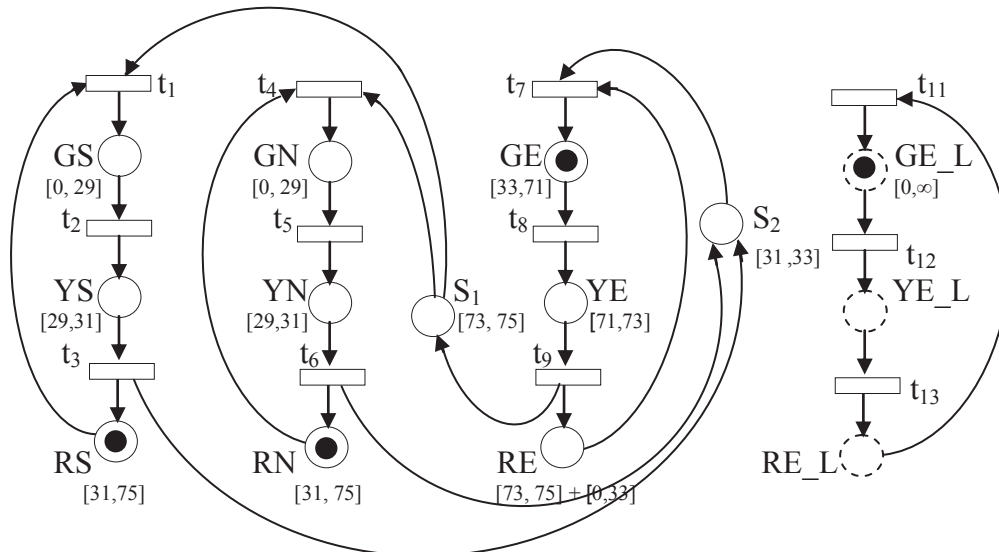 t1
GS
[0, 29]
t2
YS
[29,31]
t3
RS
[31,75]
t4
GN
[0, 29]
t5
YN
[29,31]
t6
RN
[31, 75]
S1
[73, 75]
t7
GE
[33,71]
t8
YE
[71,73]
t9
RE
[73, 75] + [0,33]
S2
[31 ,33]
t11
GE_L
[0,∞]
t12
YE_L
t13
RE_L